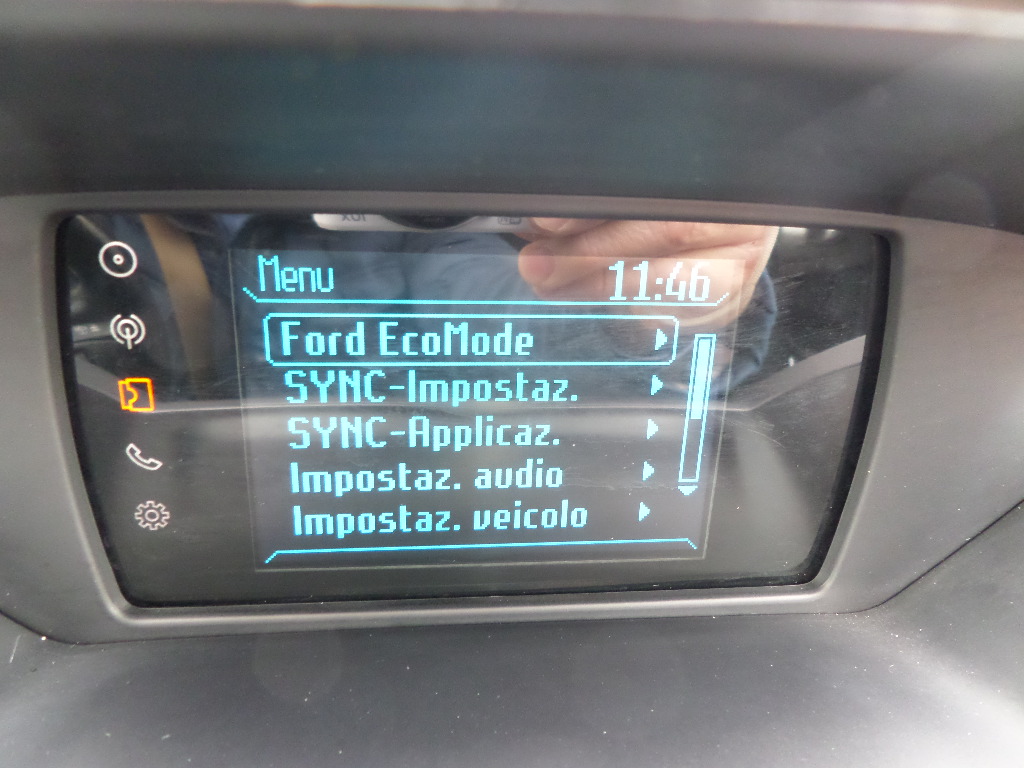 Menu 11:46
Ford EcoMode
SYNC-Impostaz.
SYNC-Applicaz.
Impostaz. audio
Impostaz. veicolo